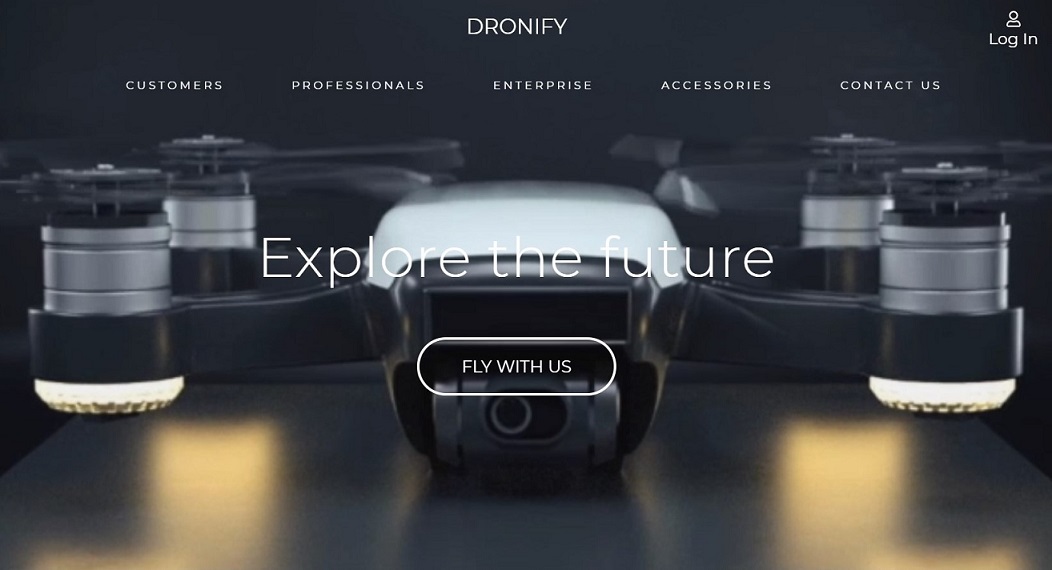 DRONIFY
Log In
CUSTOMERS
PROFESSIONALS
ENTERPRISE
ACCESSORIES
CONTACT US
Explore the future
FLY WITH US